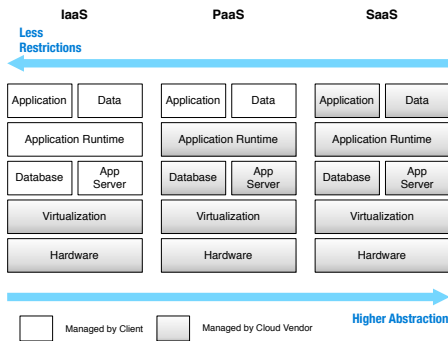 IaaS PaaS SaaS
Less
Restrictions
Application Data Application Data Application Data
Application Runtime Application Runtime Application Runtime
Database App Server Database App Server Database App Server
Virtualization Virtualization Virtualization
Hardware Hardware Hardware
Higher Abstraction
Managed by Client Managed by Cloud Vendor